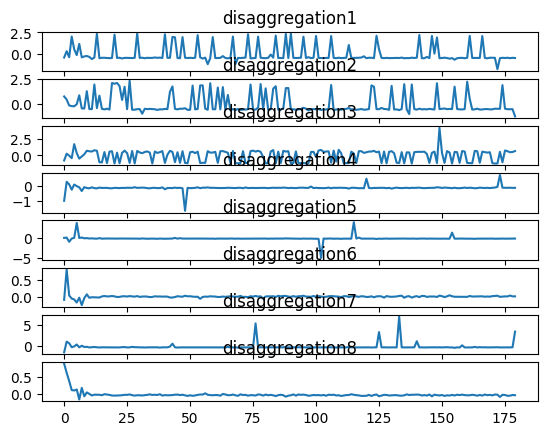 disaggregation1
2.5
0.0
disaggregation2
2.5
0.0
disaggregation3
2.5
0.0
disaggregation4
0
−1
disaggregation5
0
−5
disaggregation6
0.5
0.0
disaggregation7
5
0
disaggregation8
0.5
0.0
0 25 50 75 100 125 150 175